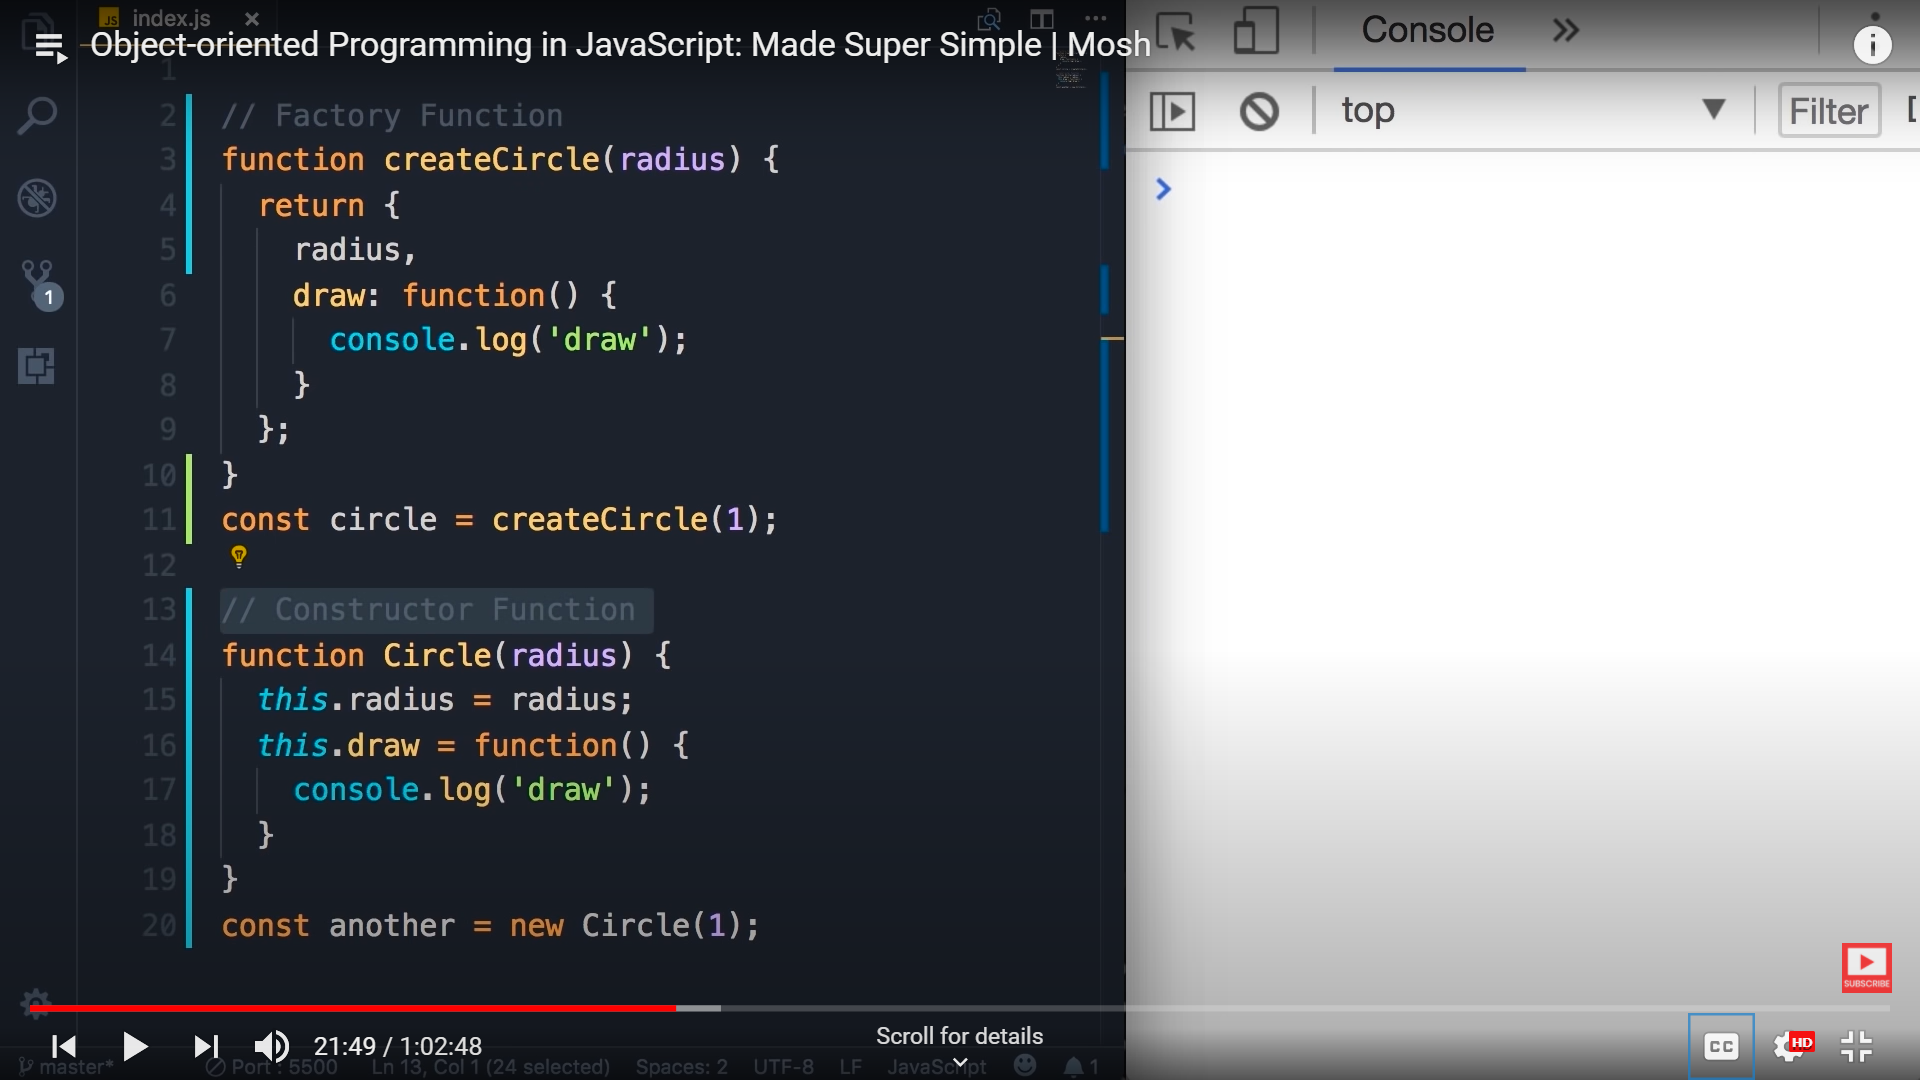 index.js
Object-oriented Programming in JavaScript: Made Super Simple | Mosh
Console
top
Filter
1
2 // Factory Function
3 function createCircle(radius) {
4 return {
5 radius,
6 draw: function() {
7 console.log('draw');
8 }
9 };
10 }
11 const circle = createCircle(1);
12
13 // Constructor Function
14 function Circle(radius) {
15 this.radius = radius;
16 this.draw = function() {
17 console.log('draw');
18 }
19 }
20 const another = new Circle(1);
1
SUBSCRIBE
21:49 / 1:02:48
Scroll for details
CC
HD
master*
Port : 5500
Ln 13, Col 1 (24 selected)
Spaces: 2
UTF-8
LF
JavaScript
1